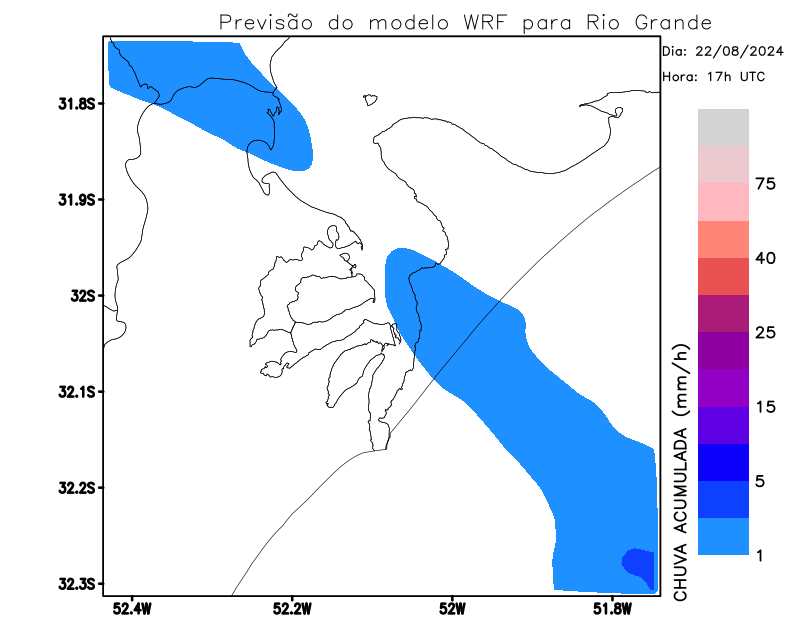 Previsão do modelo WRF para Rio Grande
Dia: 22/08/2024
Hora: 17h UTC
31.8S
31.9S
32S
32.1S
32.2S
32.3S
52.4W
52.2W
52W
51.8W
75
40
25
15
5
1
CHUVA ACUMULADA (mm/h)